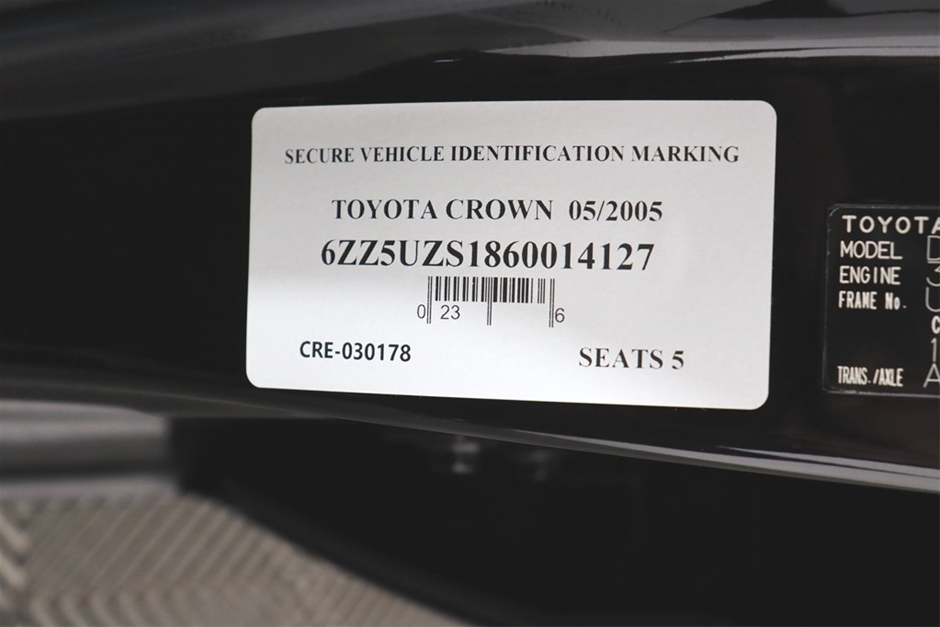 SECURE VEHICLE IDENTIFICATION MARKING
TOYOTA CROWN 05/2005
6ZZ5UZS1860014127
0 23 6
CRE-030178
SEATS 5
TOYOTA
MODEL
ENGINE
FRAME No.
TRANS./AXLE